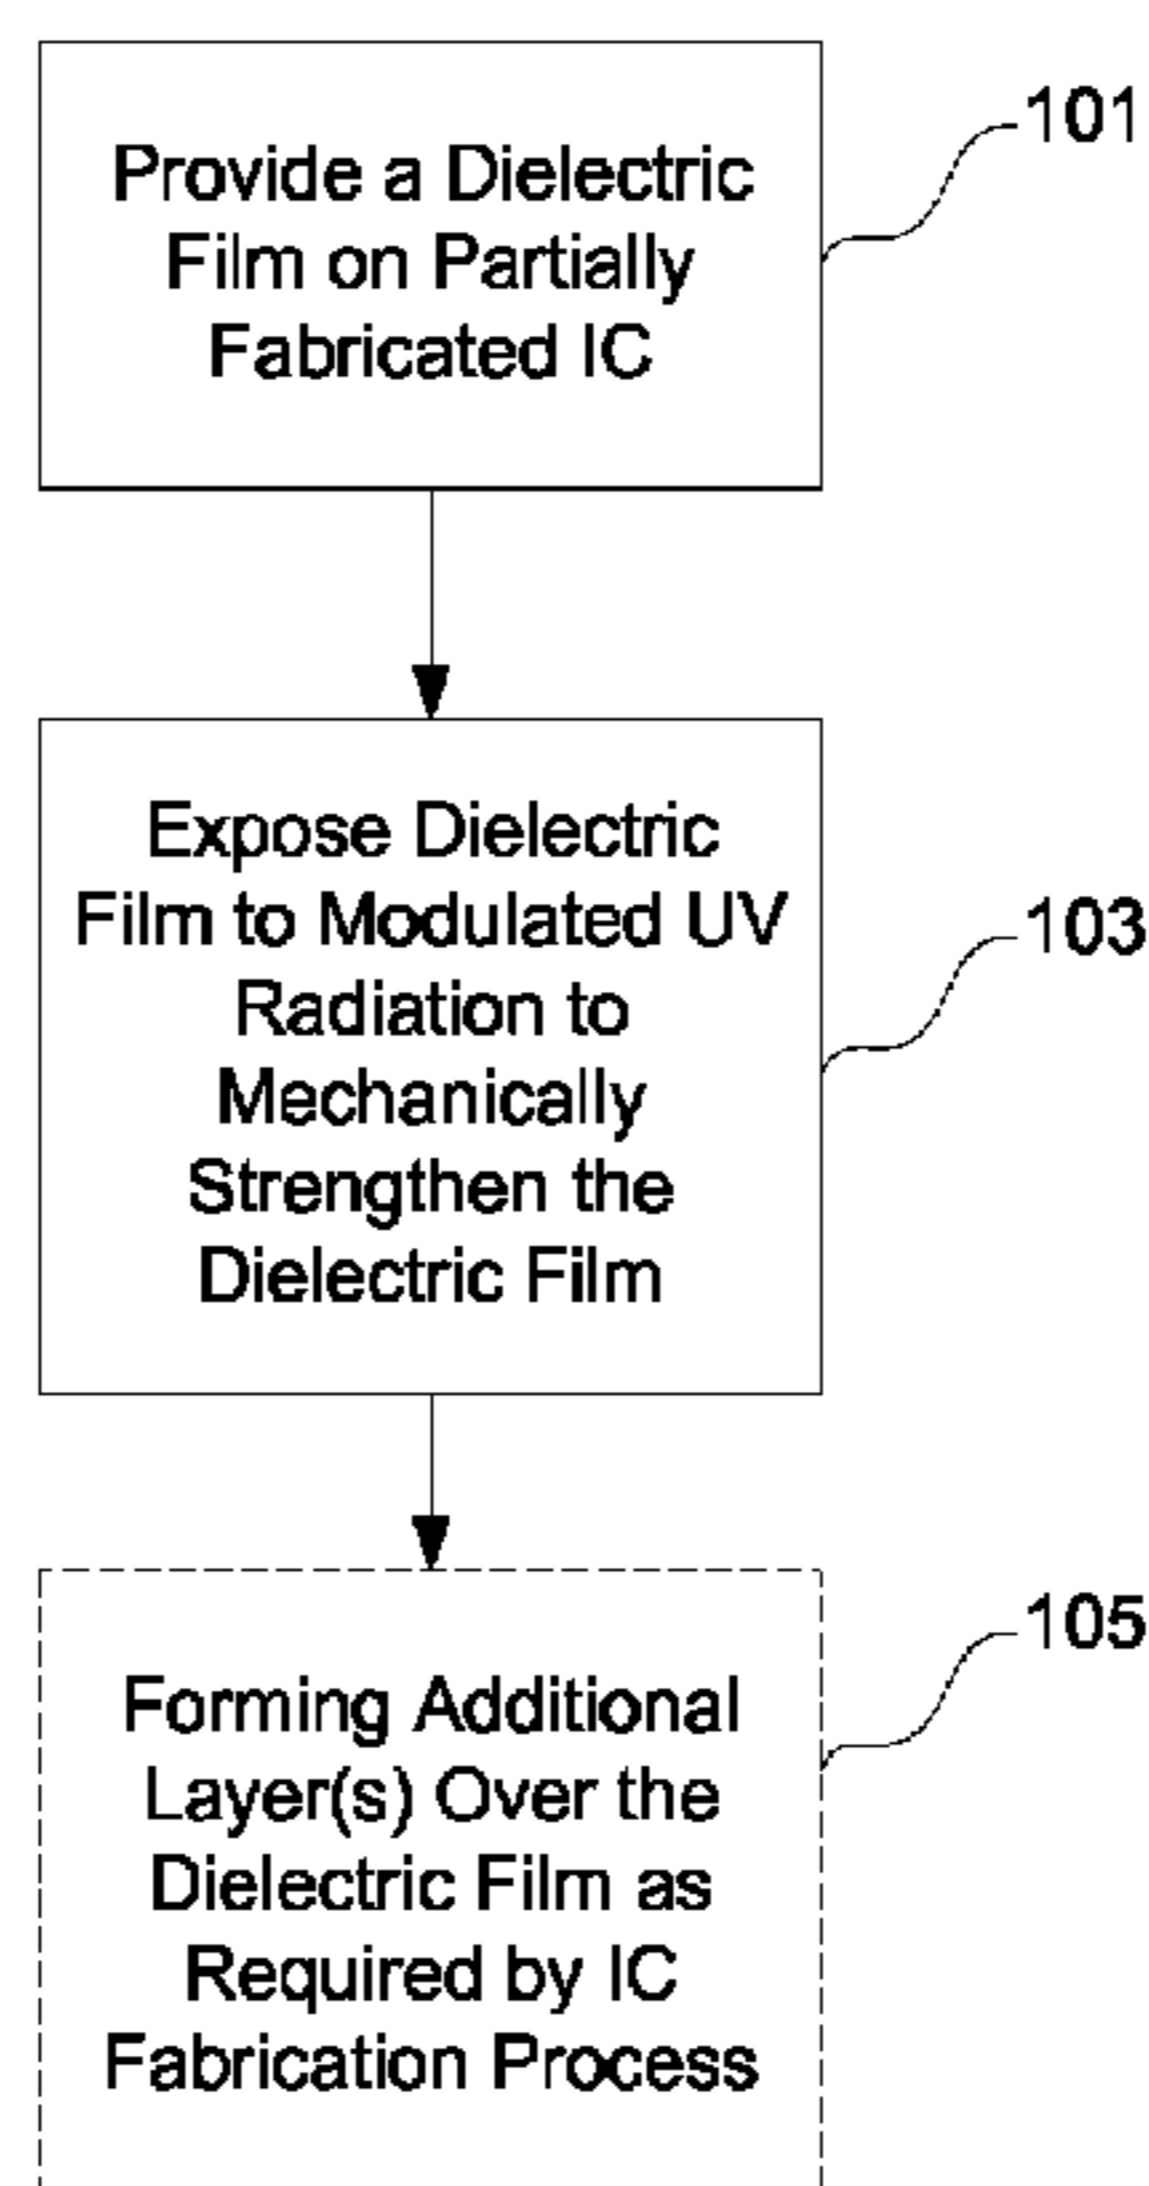 Provide a Dielectric
Film on Partially
Fabricated IC
101
Expose Dielectric
Film to Modulated UV
Radiation to
Mechanically
Strengthen the
Dielectric Film
103
Forming Additional
Layer(s) Over the
Dielectric Film as
Required by IC
Fabrication Process
105